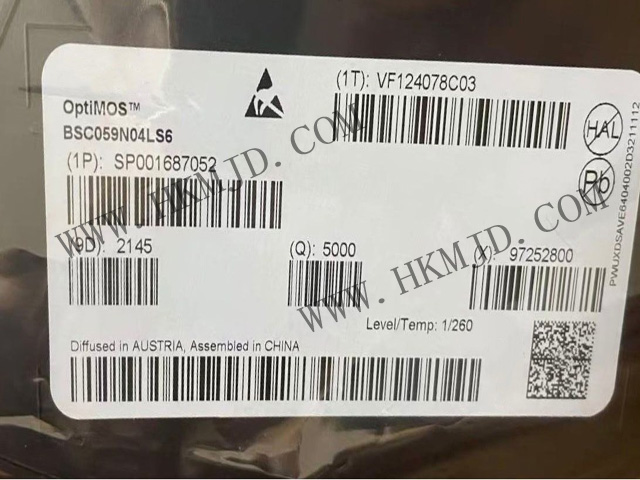 OptiMOS™
BSC059N04LS6
(1T): VF124078C03
HAL
Pb
(1P): SP001687052
(9D): 2145
(Q): 5000
97252800
Level/Temp: 1/260
Diffused in AUSTRIA, Assembled in CHINA
PWUXDSAVE6404002D3211112
WWW.HKMJD.COM
WWW.HKMJD.COM